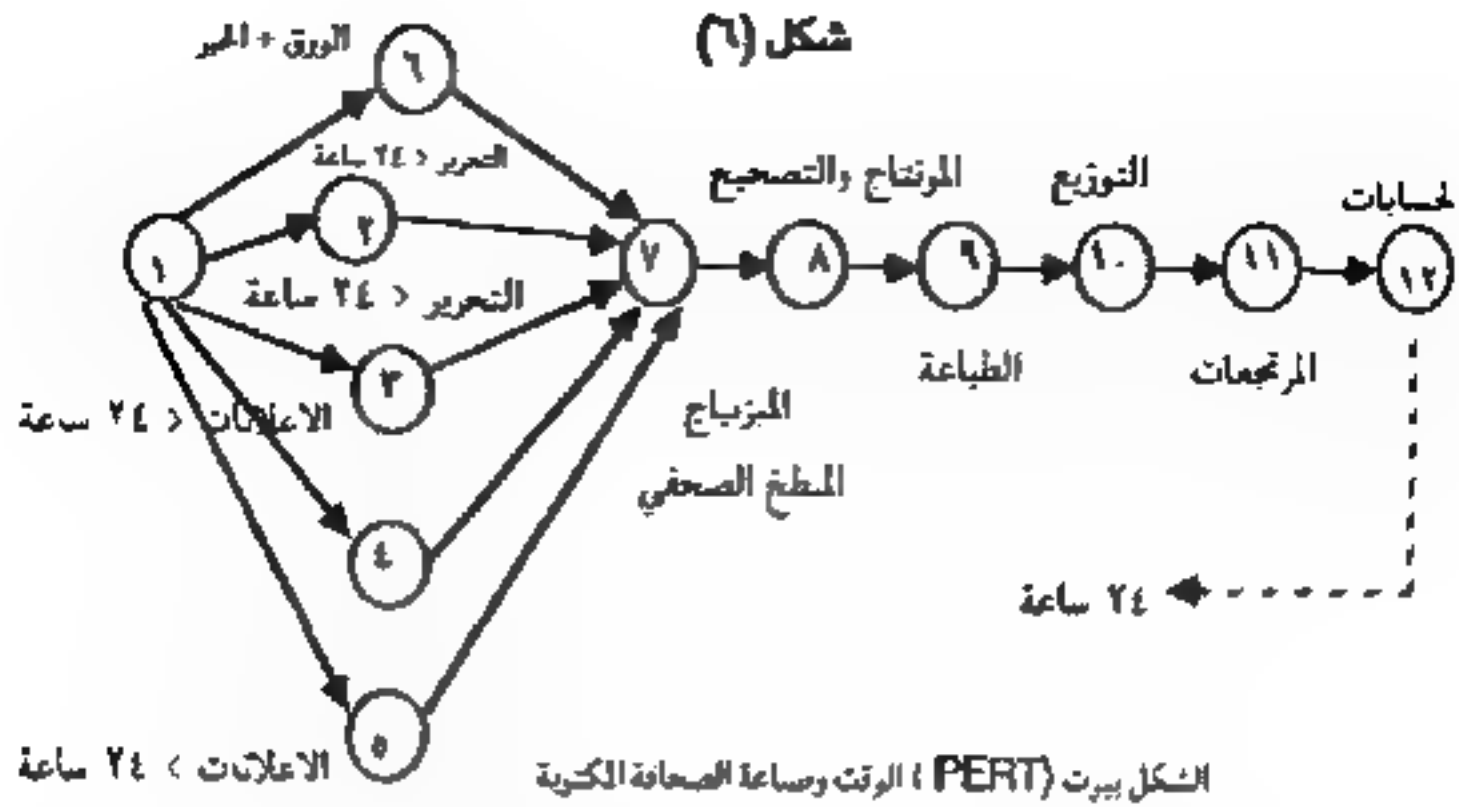 شكل (٦)
الورق + الحبر
٦
التحرير < ٢٤ ساعة
٢
١
التحرير > ٢٤ ساعة
٣
الاعلانات < ٢٤ ساعة
٤
٥
الاعلانات > ٢٤ ساعة
٧
المونتاج والتصحيح
٨
٩
التوزيع
١٠
١١
لحسابات
١٢
الطباعة
المرتجعات
الميزباج
المطبخ الصحفي
٢٤ ساعة
الشكل بيرت (PERT) الوقت وصناعة الصحافة المكتوبة